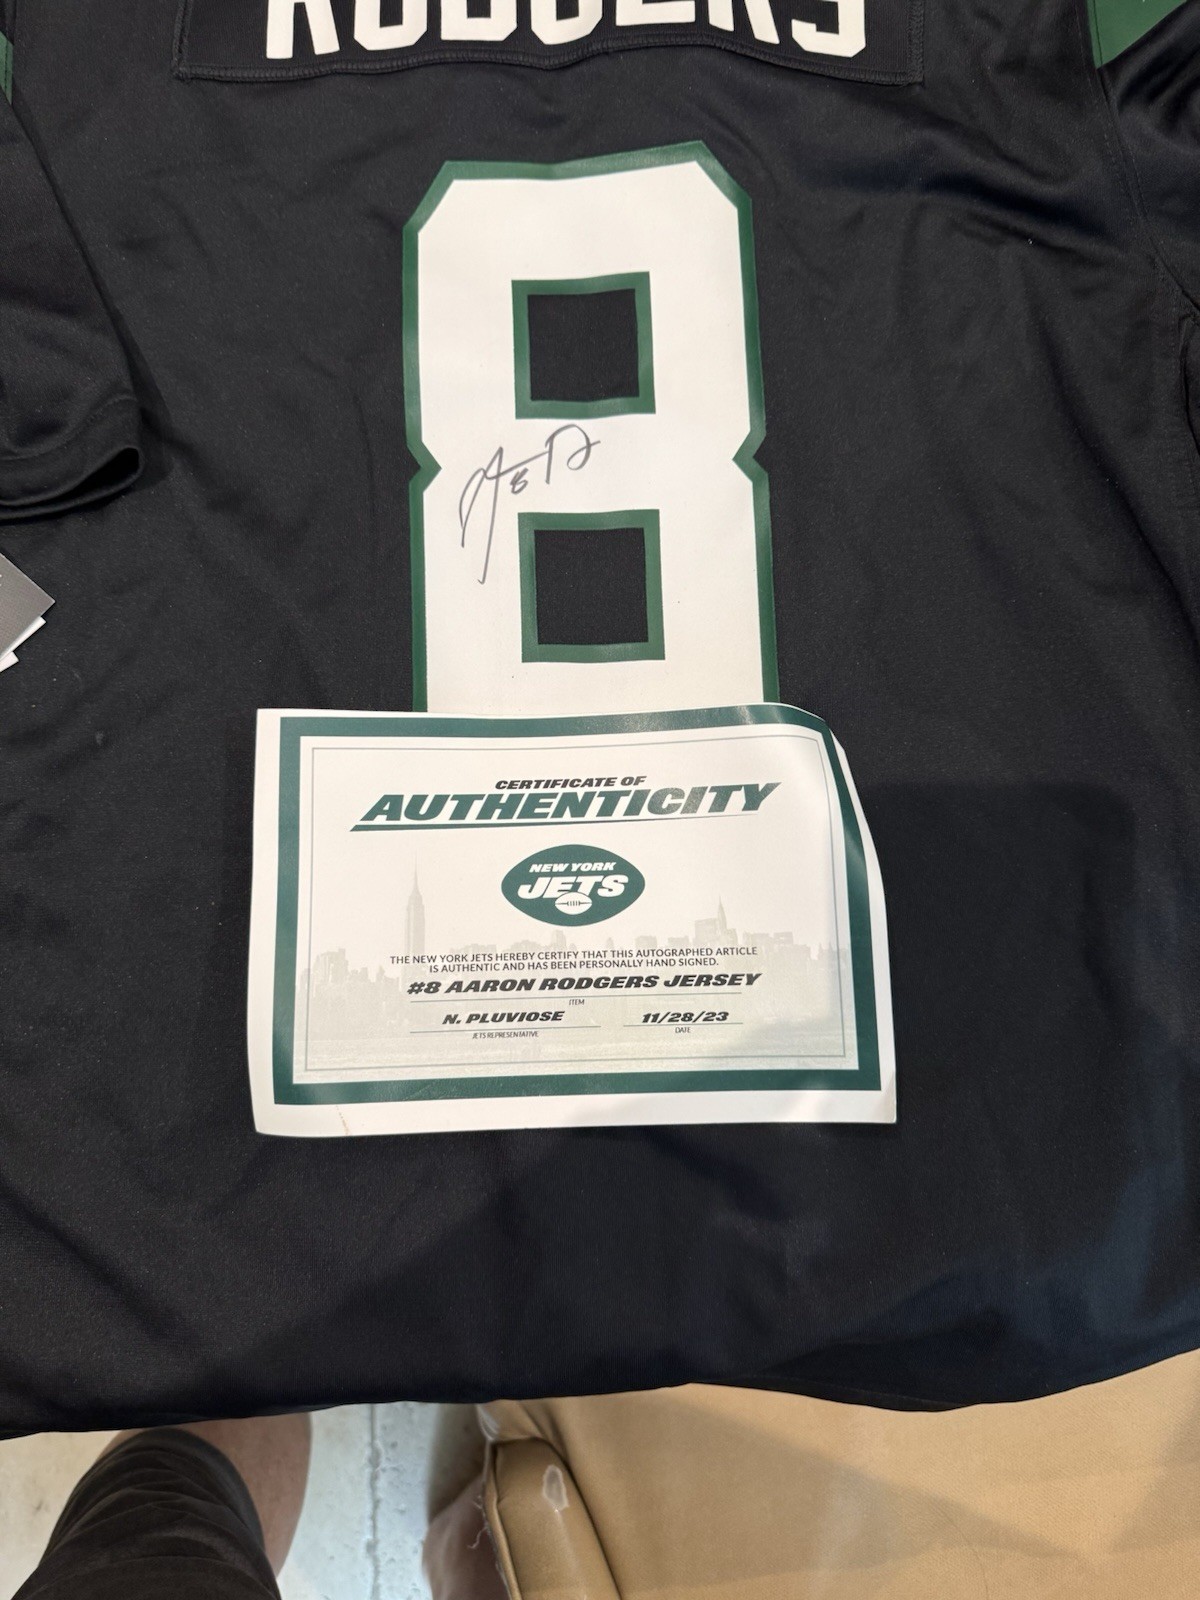 RODGERS
8
CERTIFICATE OF
AUTHENTICITY
NEW YORK
JETS
THE NEW YORK JETS HEREBY CERTIFY THAT THIS AUTOGRAPHED ARTICLE
IS AUTHENTIC AND HAS BEEN PERSONALLY HAND SIGNED.
#8 AARON RODGERS JERSEY
ITEM
N. PLUVIOSE 11/28/23
JETS REPRESENTATIVE DATE